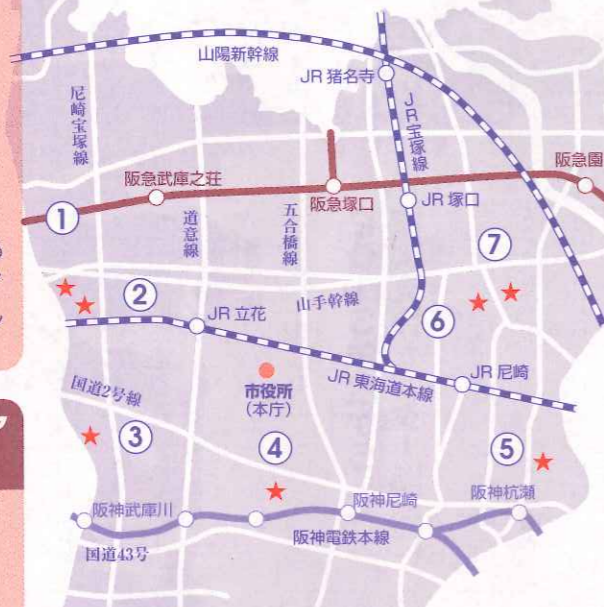 山陽新幹線
JR 猪名寺
尼崎宝塚線
JR宝塚線
阪急武庫之荘
阪急塚口
阪急園
JR 塚口
①
道意線
五合橋線
⑦
②
山手幹線
⑥
JR 立花
市役所
(本庁)
JR 東海道本線
JR 尼崎
国道2号線
③
④
⑤
阪神武庫川
阪神尼崎
阪神杭瀬
阪神電鉄本線
国道43号